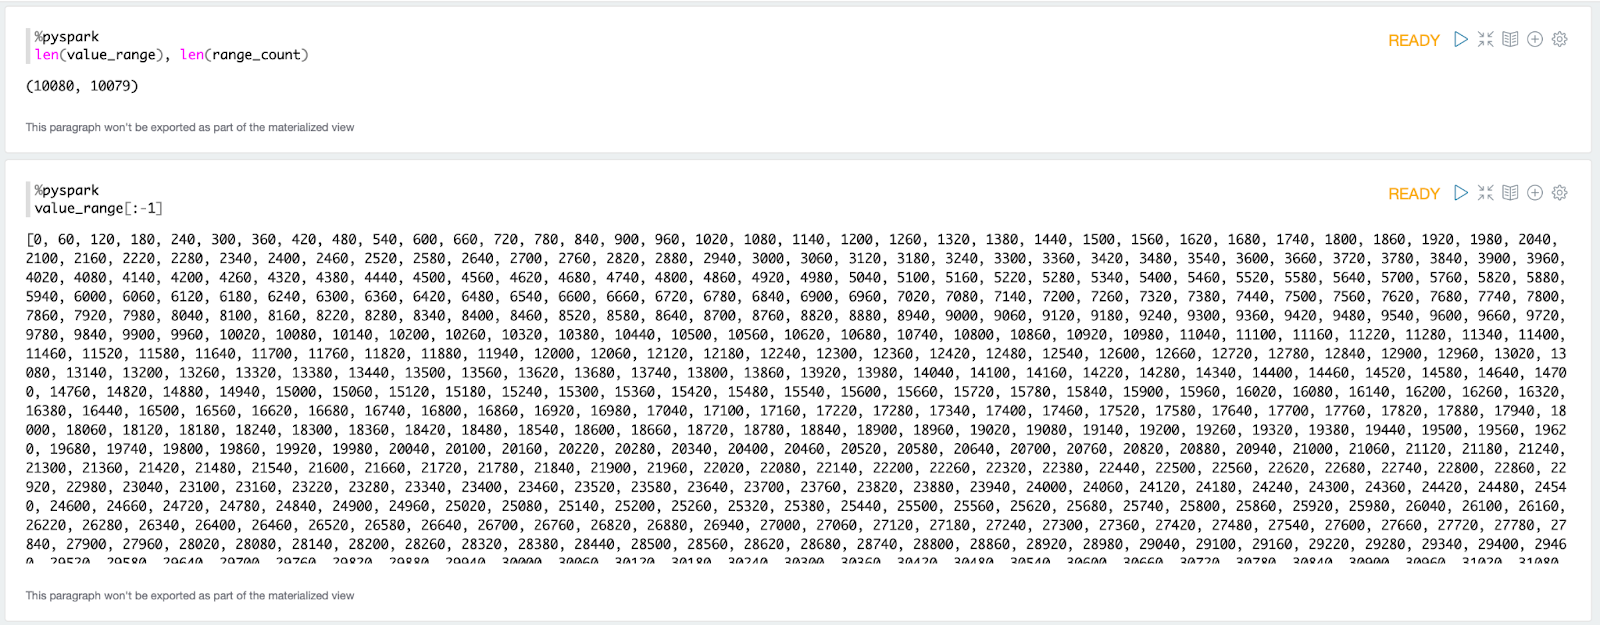 %pyspark
READY
len(value_range), len(range_count)
(10080, 10079)
This paragraph won't be exported as part of the materialized view
%pyspark
READY
value_range[:-1]
[0, 60, 120, 180, 240, 300, 360, 420, 480, 540, 600, 660, 720, 780, 840, 900, 960, 1020, 1080, 1140, 1200, 1260, 1320, 1380, 1440, 1500, 1560, 1620, 1680, 1740, 1800, 1860, 1920, 1980, 2040,
2100, 2160, 2220, 2280, 2340, 2400, 2460, 2520, 2580, 2640, 2700, 2760, 2820, 2880, 2940, 3000, 3060, 3120, 3180, 3240, 3300, 3360, 3420, 3480, 3540, 3600, 3660, 3720, 3780, 3840, 3900, 3960,
4020, 4080, 4140, 4200, 4260, 4320, 4380, 4440, 4500, 4560, 4620, 4680, 4740, 4800, 4860, 4920, 4980, 5040, 5100, 5160, 5220, 5280, 5340, 5400, 5460, 5520, 5580, 5640, 5700, 5760, 5820, 5880,
5940, 6000, 6060, 6120, 6180, 6240, 6300, 6360, 6420, 6480, 6540, 6600, 6660, 6720, 6780, 6840, 6900, 6960, 7020, 7080, 7140, 7200, 7260, 7320, 7380, 7440, 7500, 7560, 7620, 7680, 7740, 7800,
7860, 7920, 7980, 8040, 8100, 8160, 8220, 8280, 8340, 8400, 8460, 8520, 8580, 8640, 8700, 8760, 8820, 8880, 8940, 9000, 9060, 9120, 9180, 9240, 9300, 9360, 9420, 9480, 9540, 9600, 9660, 9720,
9780, 9840, 9900, 9960, 10020, 10080, 10140, 10200, 10260, 10320, 10380, 10440, 10500, 10560, 10620, 10680, 10740, 10800, 10860, 10920, 10980, 11040, 11100, 11160, 11220, 11280, 11340, 11400,
11460, 11520, 11580, 11640, 11700, 11760, 11820, 11880, 11940, 12000, 12060, 12120, 12180, 12240, 12300, 12360, 12420, 12480, 12540, 12600, 12660, 12720, 12780, 12840, 12900, 12960, 13020, 13
080, 13140, 13200, 13260, 13320, 13380, 13440, 13500, 13560, 13620, 13680, 13740, 13800, 13860, 13920, 13980, 14040, 14100, 14160, 14220, 14280, 14340, 14400, 14460, 14520, 14580, 14640, 1470
0, 14760, 14820, 14880, 14940, 15000, 15060, 15120, 15180, 15240, 15300, 15360, 15420, 15480, 15540, 15600, 15660, 15720, 15780, 15840, 15900, 15960, 16020, 16080, 16140, 16200, 16260, 16320,
16380, 16440, 16500, 16560, 16620, 16680, 16740, 16800, 16860, 16920, 16980, 17040, 17100, 17160, 17220, 17280, 17340, 17400, 17460, 17520, 17580, 17640, 17700, 17760, 17820, 17880, 17940, 18
000, 18060, 18120, 18180, 18240, 18300, 18360, 18420, 18480, 18540, 18600, 18660, 18720, 18780, 18840, 18900, 18960, 19020, 19080, 19140, 19200, 19260, 19320, 19380, 19440, 19500, 19560, 1962
0, 19680, 19740, 19800, 19860, 19920, 19980, 20040, 20100, 20160, 20220, 20280, 20340, 20400, 20460, 20520, 20580, 20640, 20700, 20760, 20820, 20880, 20940, 21000, 21060, 21120, 21180, 21240,
21300, 21360, 21420, 21480, 21540, 21600, 21660, 21720, 21780, 21840, 21900, 21960, 22020, 22080, 22140, 22200, 22260, 22320, 22380, 22440, 22500, 22560, 22620, 22680, 22740, 22800, 22860, 22
920, 22980, 23040, 23100, 23160, 23220, 23280, 23340, 23400, 23460, 23520, 23580, 23640, 23700, 23760, 23820, 23880, 23940, 24000, 24060, 24120, 24180, 24240, 24300, 24360, 24420, 24480, 2454
0, 24600, 24660, 24720, 24780, 24840, 24900, 24960, 25020, 25080, 25140, 25200, 25260, 25320, 25380, 25440, 25500, 25560, 25620, 25680, 25740, 25800, 25860, 25920, 25980, 26040, 26100, 26160,
26220, 26280, 26340, 26400, 26460, 26520, 26580, 26640, 26700, 26760, 26820, 26880, 26940, 27000, 27060, 27120, 27180, 27240, 27300, 27360, 27420, 27480, 27540, 27600, 27660, 27720, 27780, 27
840, 27900, 27960, 28020, 28080, 28140, 28200, 28260, 28320, 28380, 28440, 28500, 28560, 28620, 28680, 28740, 28800, 28860, 28920, 28980, 29040, 29100, 29160, 29220, 29280, 29340, 29400, 2946
0, 29520, 29580, 29640, 29700, 29760, 29820, 29880, 29940, 30000, 30060, 30120, 30180, 30240, 30300, 30360, 30420, 30480, 30540, 30600, 30660, 30720, 30780, 30840, 30900, 30960, 31020, 31080,
This paragraph won't be exported as part of the materialized view